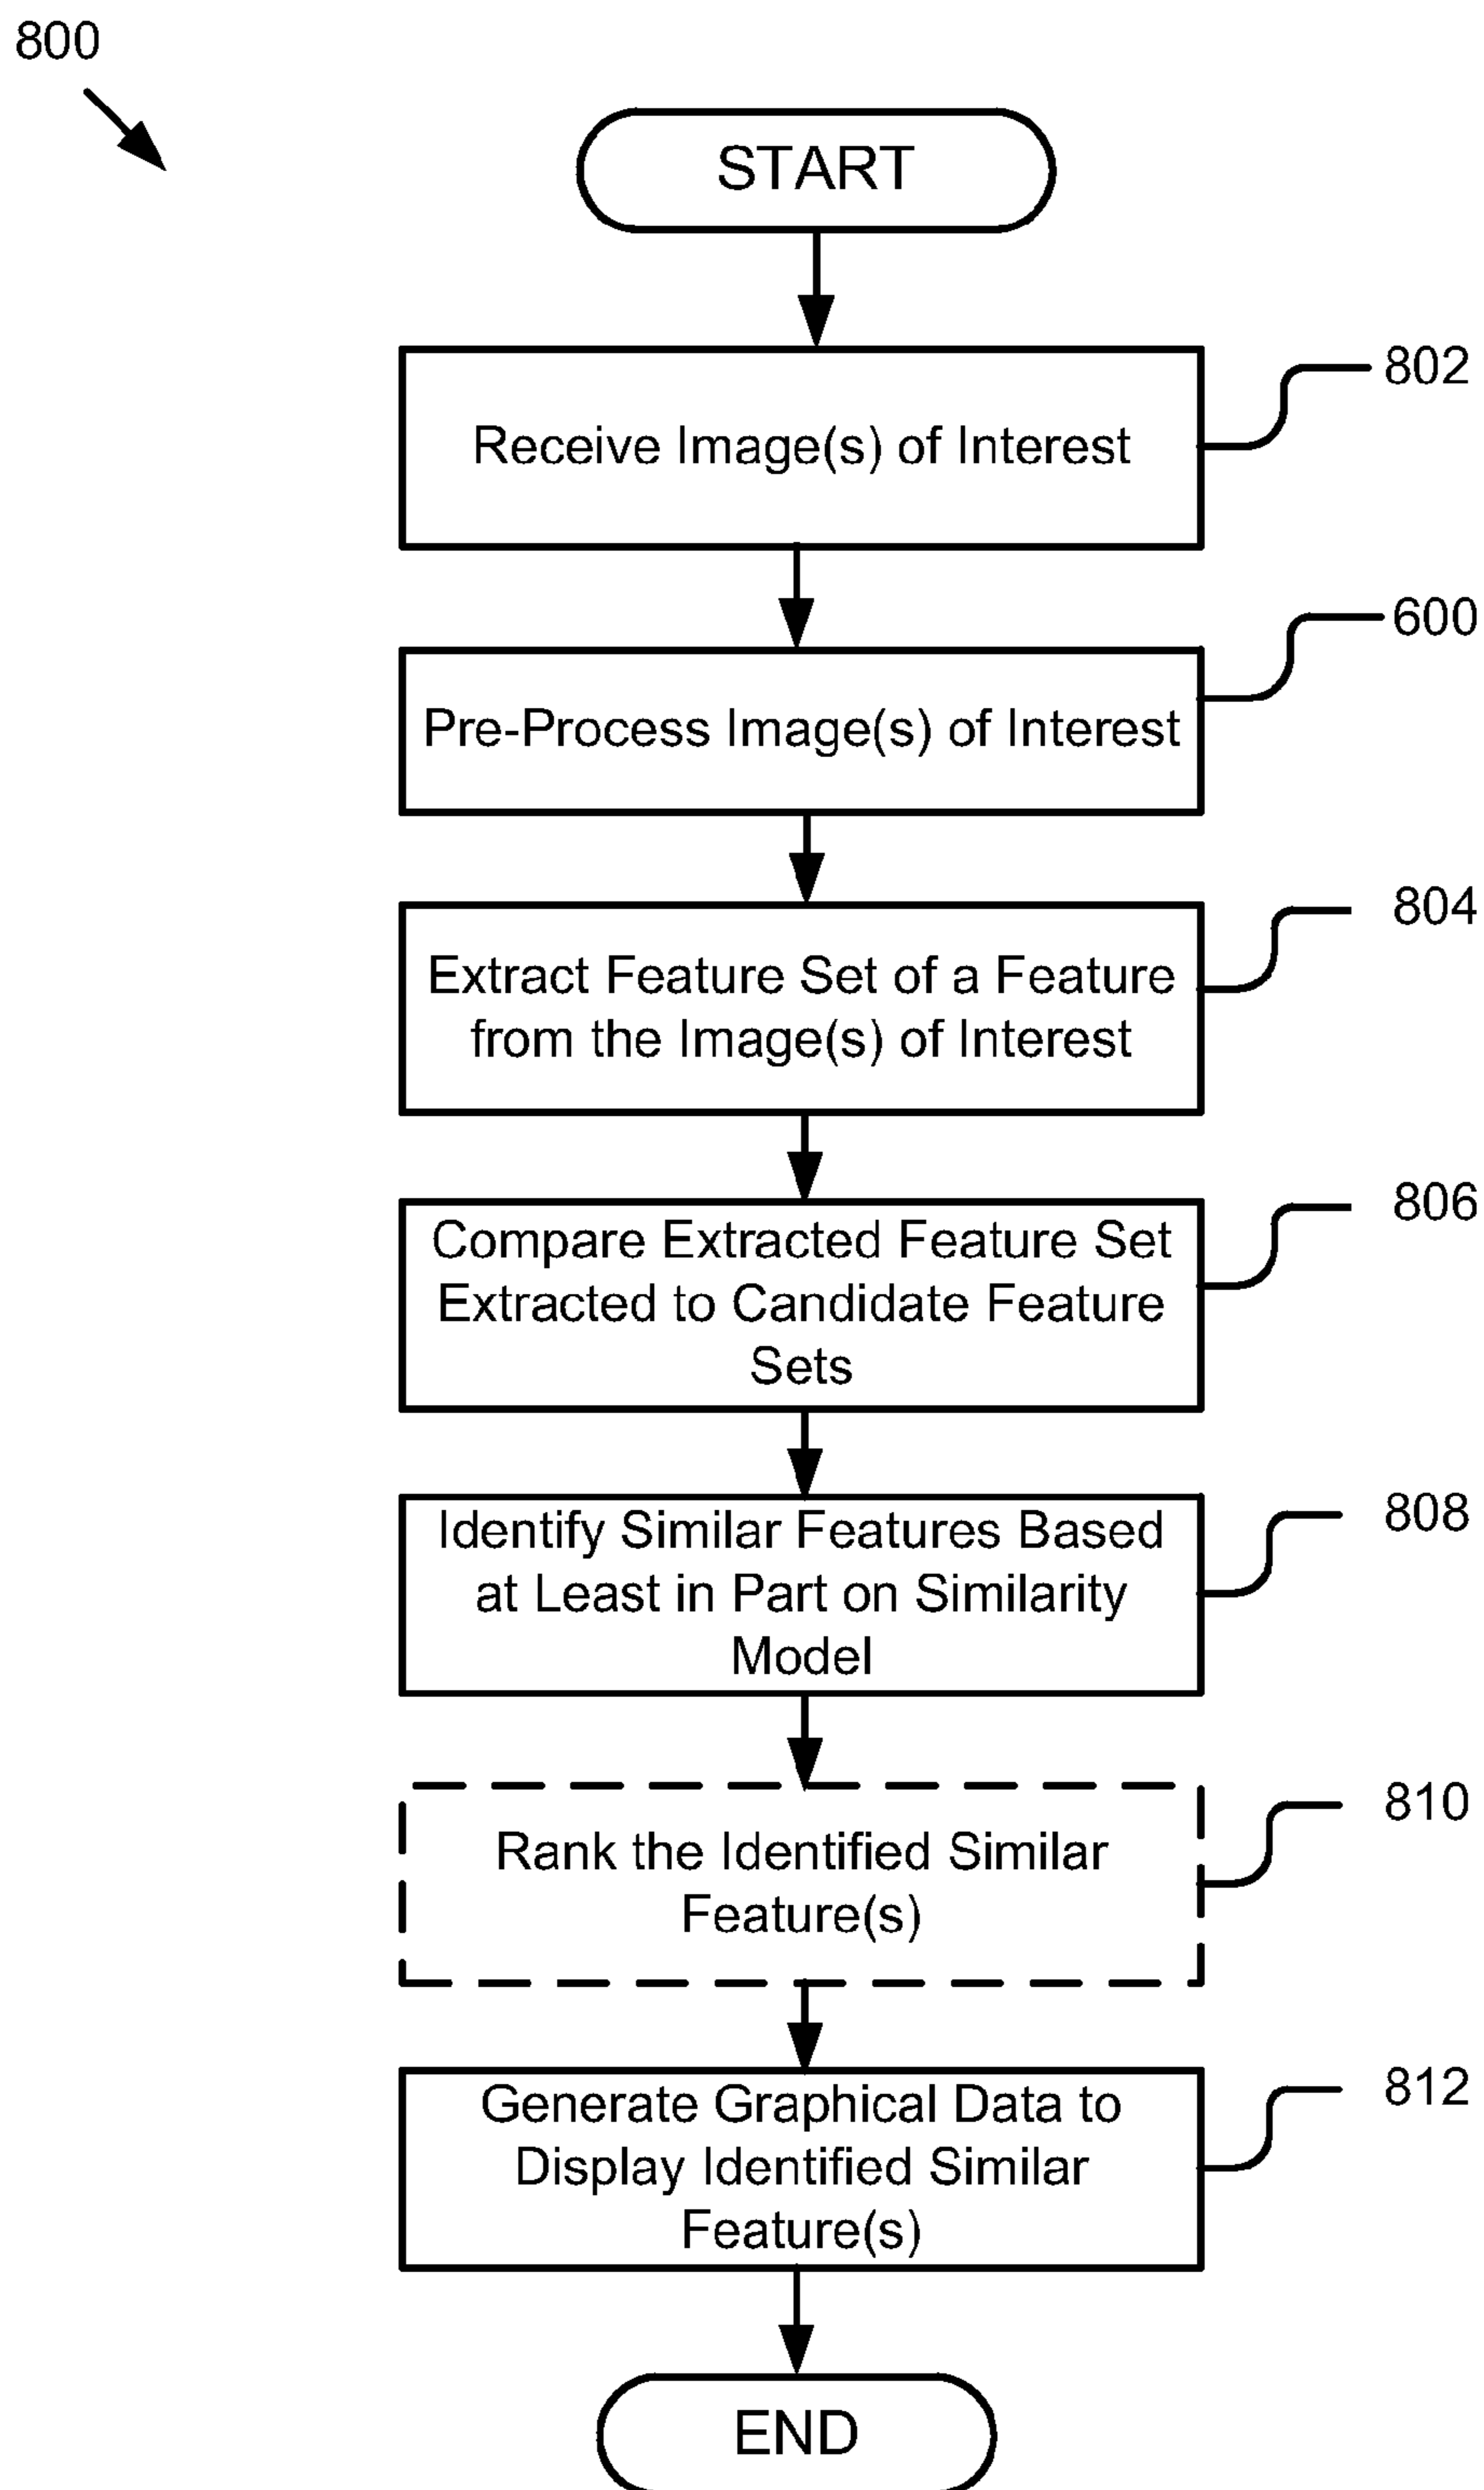 800
START
Receive Image(s) of Interest
802
Pre-Process Image(s) of Interest
600
Extract Feature Set of a Feature
from the Image(s) of Interest
804
Compare Extracted Feature Set
Extracted to Candidate Feature
Sets
806
Identify Similar Features Based
at Least in Part on Similarity
Model
808
Rank the Identified Similar
Feature(s)
810
Generate Graphical Data to
Display Identified Similar
Feature(s)
812
END